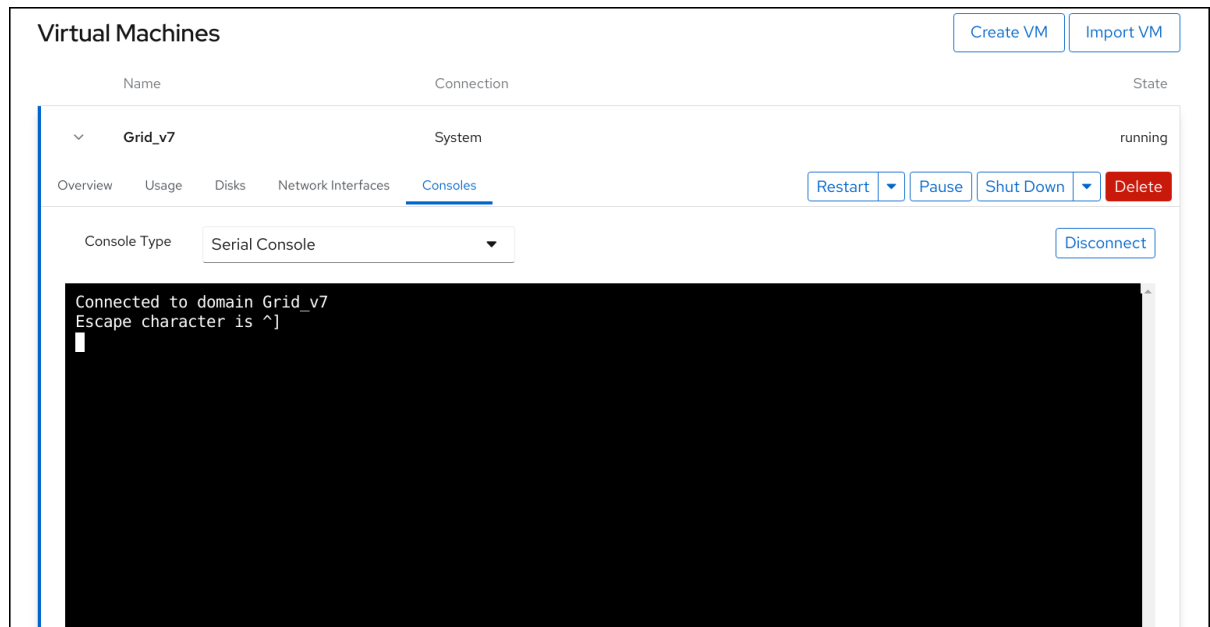 Virtual Machines Create VM Import VM
Name Connection State
Grid_v7 System running
Overview Usage Disks Network Interfaces Consoles Restart Pause Shut Down Delete
Console Type Serial Console Disconnect
Connected to domain Grid_v7
Escape character is ^]